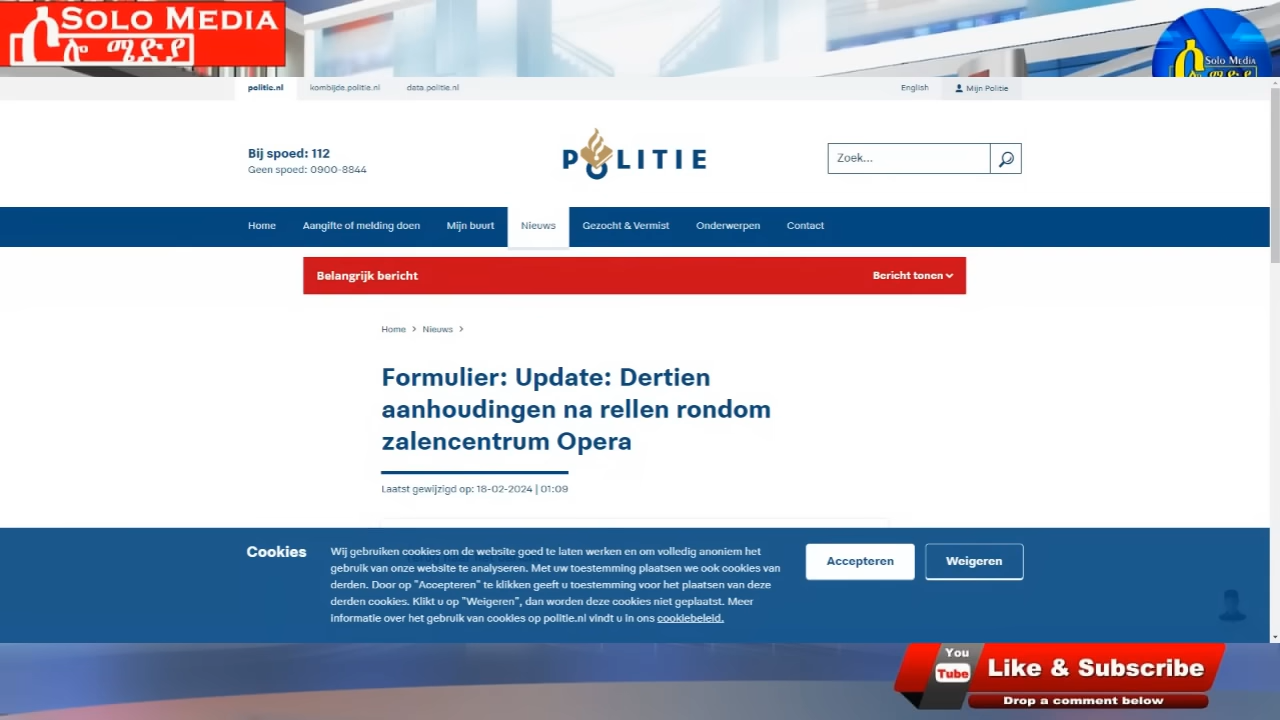 SOLO MEDIA
ሶሎ ሚድያ
Solo Media
politie.nl kombijde.politie.nl data.politie.nl English Mijn Politie
Bij spoed: 112
Geen spoed: 0900-8844
POLITIE
Zoek...
Home Aangifte of melding doen Mijn buurt Nieuws Gezocht & Vermist Onderwerpen Contact
Belangrijk bericht Bericht tonen
Home > Nieuws >
Formulier: Update: Dertien
aanhoudingen na rellen rondom
zalencentrum Opera
Laatst gewijzigd op: 18-02-2024 | 01:09
Cookies
Wij gebruiken cookies om de website goed te laten werken en om volledig anoniem het
gebruik van onze website te analyseren. Met uw toestemming plaatsen we ook cookies van
derden. Door op "Accepteren" te klikken geeft u toestemming voor het plaatsen van deze
derden cookies. Klikt u op "Weigeren", dan worden deze cookies niet geplaatst. Meer
informatie over het gebruik van cookies op politie.nl vindt u in ons cookiebeleid.
Accepteren Weigeren
You
Tube
Like & Subscribe
Drop a comment below